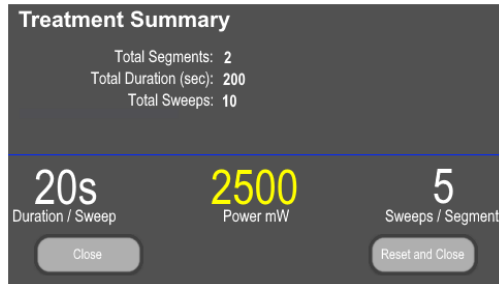 Treatment Summary
Total Segments: 2
Total Duration (sec): 200
Total Sweeps: 10
20s 2500 5
Duration / Sweep Power mW Sweeps / Segment
Close Reset and Close